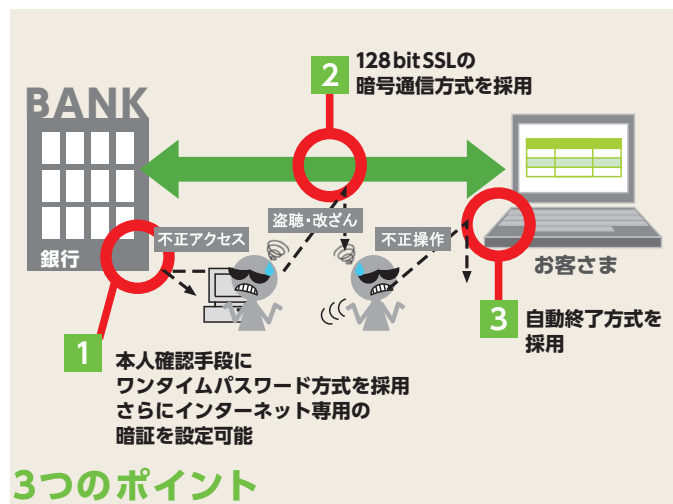 2
128bit SSLの
暗号通信方式を採用
BANK
銀行
不正アクセス
盗聴・改ざん
不正操作
お客さま
1
本人確認手段に
ワンタイムパスワード方式を採用
さらにインターネット専用の
暗証を設定可能
3
自動終了方式を
採用
3つのポイント